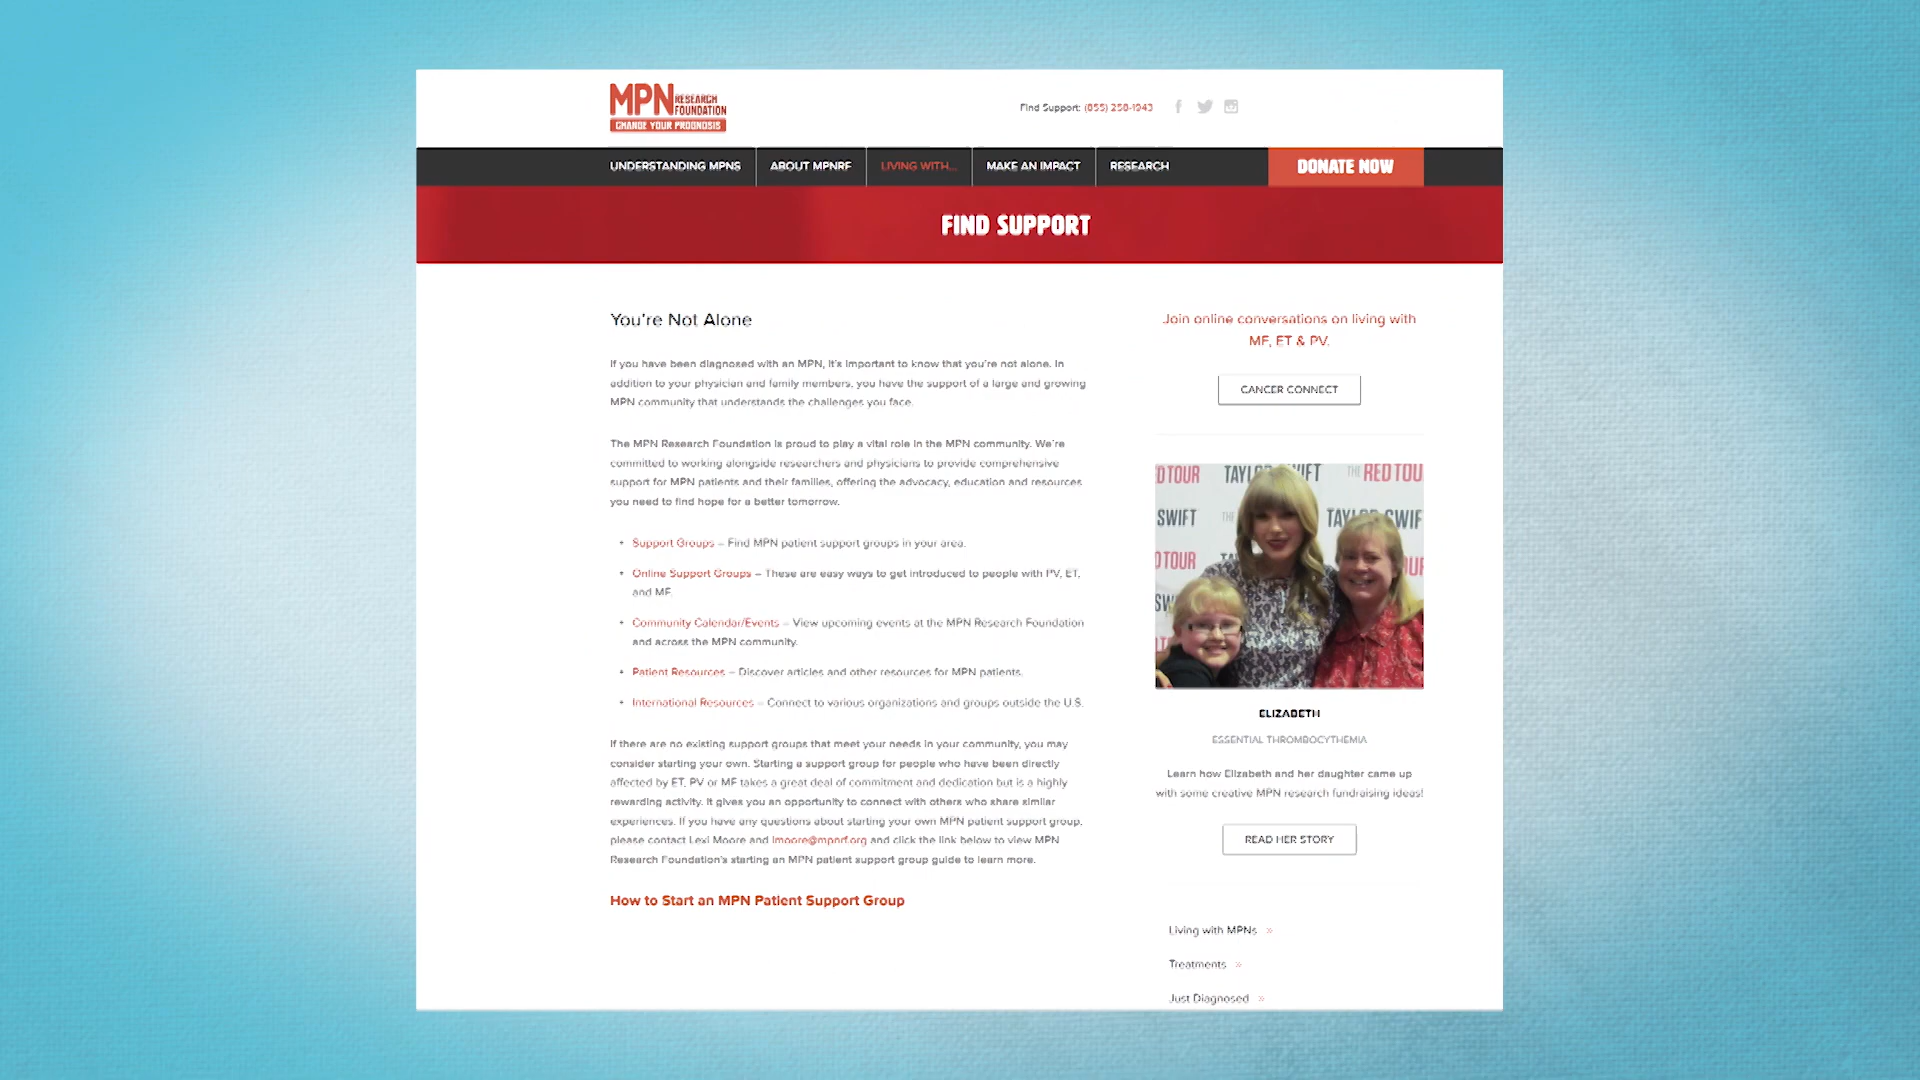 MPN RESEARCH FOUNDATION
CHANGE YOUR PROGNOSIS
Find Support: (855) 258-1943
UNDERSTANDING MPNS
ABOUT MPNRF
LIVING WITH...
MAKE AN IMPACT
RESEARCH
DONATE NOW
FIND SUPPORT
You're Not Alone
If you have been diagnosed with an MPN, it's important to know that you're not alone. In
addition to your physician and family members, you have the support of a large and growing
MPN community that understands the challenges you face.
The MPN Research Foundation is proud to play a vital role in the MPN community. We're
committed to working alongside researchers and physicians to provide comprehensive
support for MPN patients and their families, offering the advocacy, education and resources
you need to find hope for a better tomorrow.
Support Groups – Find MPN patient support groups in your area.
Online Support Groups – These are easy ways to get introduced to people with PV, ET,
and MF.
Community Calendar/Events – View upcoming events at the MPN Research Foundation
and across the MPN community.
Patient Resources – Discover articles and other resources for MPN patients.
International Resources – Connect to various organizations and groups outside the U.S.
If there are no existing support groups that meet your needs in your community, you may
consider starting your own. Starting a support group for people who have been directly
affected by ET, PV or MF takes a great deal of commitment and dedication but is a highly
rewarding activity. It gives you an opportunity to connect with others who share similar
experiences. If you have any questions about starting your own MPN patient support group,
please contact Lexi Moore and lmoore@mpnrf.org and click the link below to view MPN
Research Foundation's starting an MPN patient support group guide to learn more.
How to Start an MPN Patient Support Group
Join online conversations on living with
MF, ET & PV.
CANCER CONNECT
D TOUR TAYLOR SWIFT THE RED TOU
SWIFT THE TAYLOR SWIF
D TOUR
ELIZABETH
ESSENTIAL THROMBOCYTHEMIA
Learn how Elizabeth and her daughter came up
with some creative MPN research fundraising ideas!
READ HER STORY
Living with MPNs »
Treatments »
Just Diagnosed »